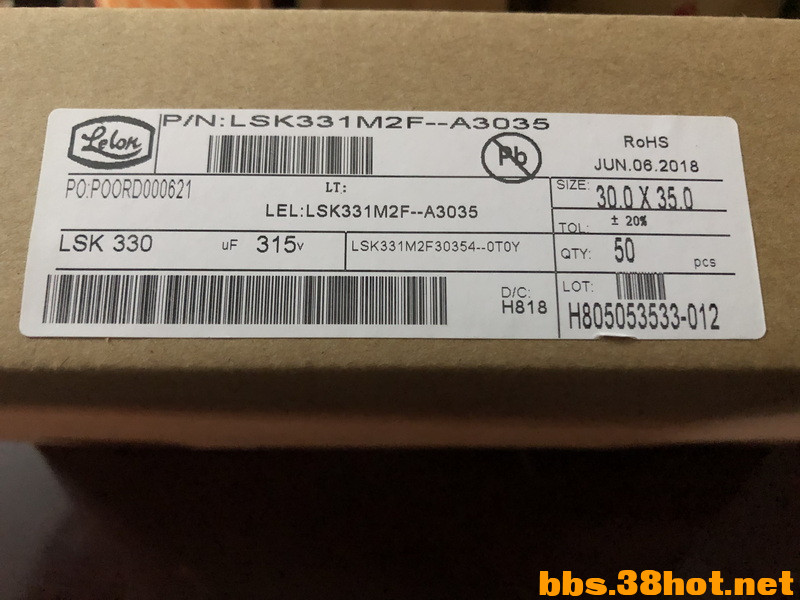 Lelon
P/N:LSK331M2F--A3035
Pb
RoHS
JUN.06.2018
PO:POORD000621
LT:
LEL:LSK331M2F--A3035
SIZE: 30.0 X 35.0
TOL: ± 20%
LSK 330 uF 315v
LSK331M2F30354--0T0Y
QTY: 50 pcs
D/C:
H818
LOT:
H805053533-012
bbs.38hot.net